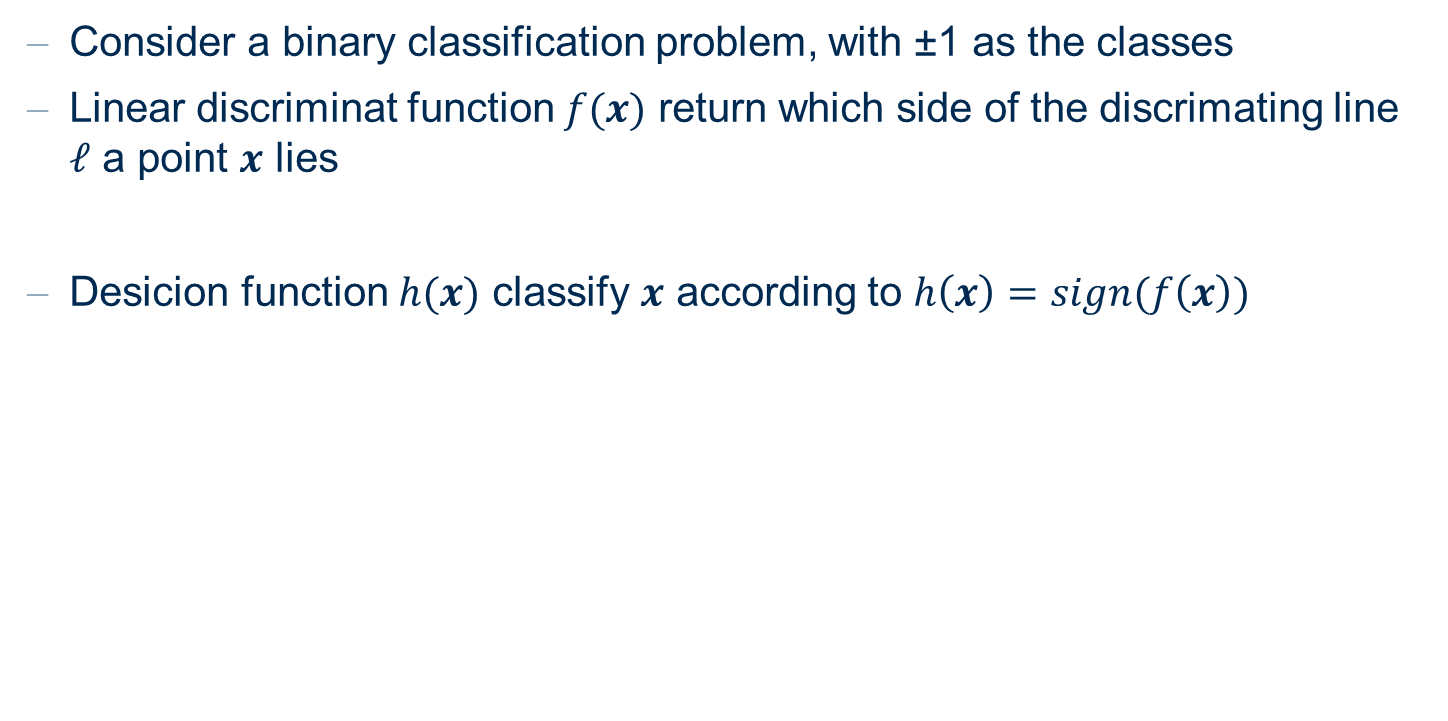 – Consider a binary classification problem, with ±1 as the classes
– Linear discriminat function 𝑓(𝒙) return which side of the discrimating line
ℓ a point 𝒙 lies
– Desicion function ℎ(𝒙) classify 𝒙 according to ℎ(𝒙) = 𝑠𝑖𝑔𝑛(𝑓(𝒙))